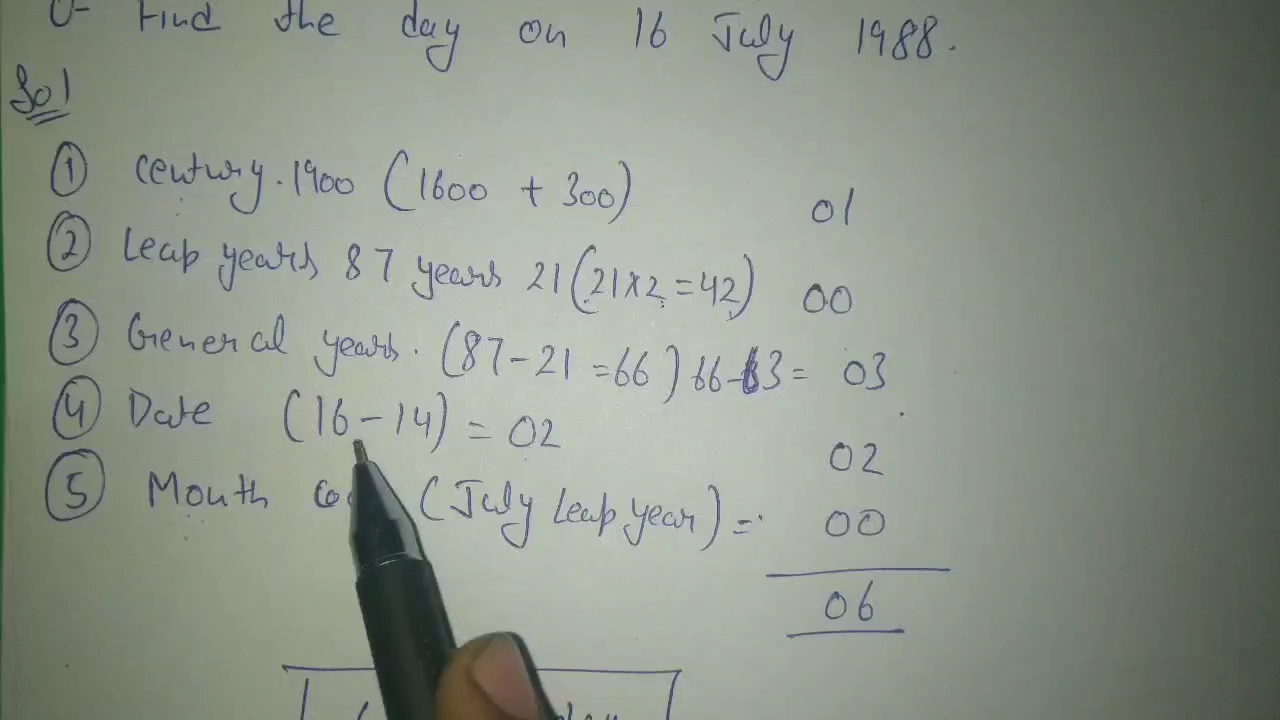 Q- Find the day on 16 July 1988.
Sol
① Century. 1900 (1600 + 300) 01
② Leap years 87 years 21 (21×2 = 42) 00
③ General years. (87-21 = 66) 66-63 = 03
④ Date (16-14) = 02 02
⑤ Month (July Leap year) = 00
06